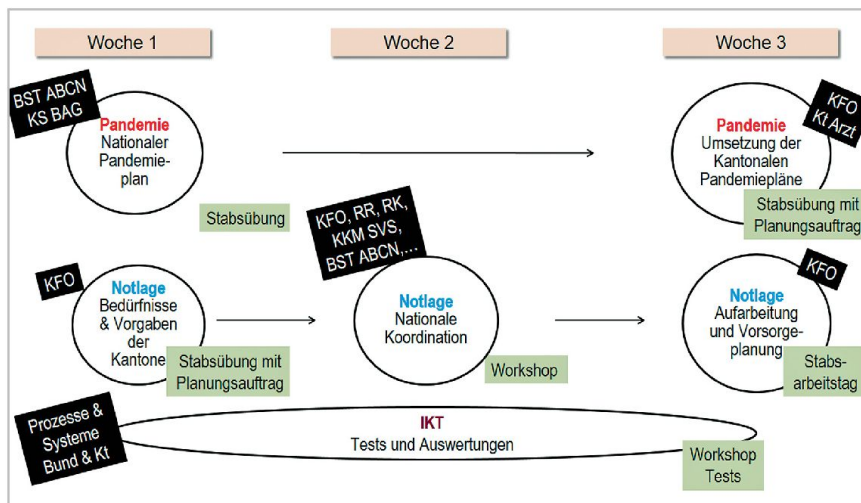 Woche 1
Woche 2
Woche 3
BST ABCN
KS BAG
Pandemie
Nationaler
Pandemie-
plan
Stabsübung
KFO
Kt Arzt
Pandemie
Umsetzung der
Kantonalen
Pandemiepläne
Stabsübung mit
Planungsauftrag
KFO
Notlage
Bedürfnisse
& Vorgaben
der
Kantone
Stabsübung mit
Planungsauftrag
KFO, RR, RK,
KKM SVS,
BST ABCN,...
Notlage
Nationale
Koordination
Workshop
KFO
Notlage
Aufarbeitung
und Vorsorge-
planung
Stabs-
arbeitstag
Prozesse &
Systeme
Bund & Kt
IKT
Tests und Auswertungen
Workshop
Tests